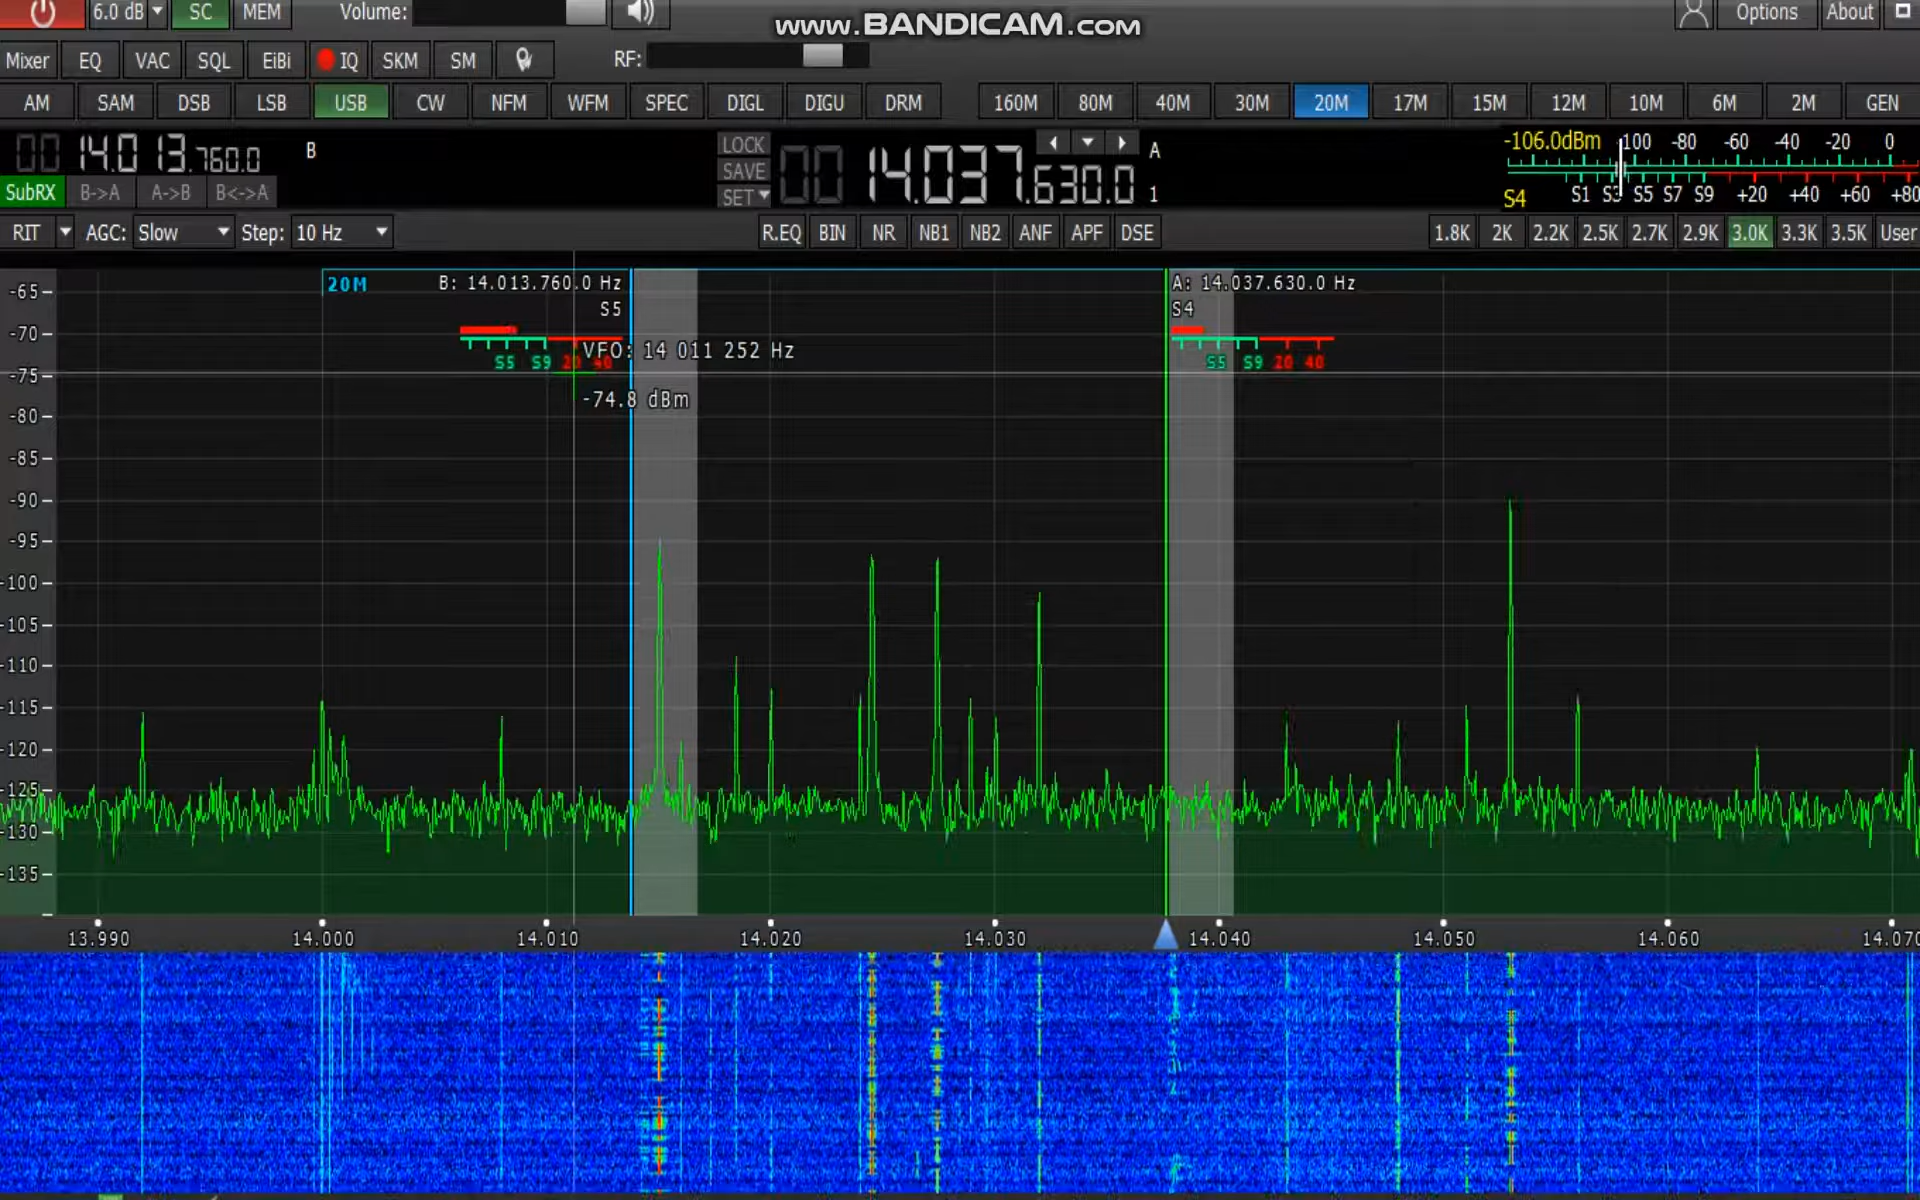 6.0 dB SC MEM Volume: www.BANDICAM.com Options About
Mixer EQ VAC SQL EiBi IQ SKM SM RF:
AM SAM DSB LSB USB CW NFM WFM SPEC DIGL DIGU DRM 160M 80M 40M 30M 20M 17M 15M 12M 10M 6M 2M GEN
00 14.013.760.0 B LOCK 00 14.037.630.0 A -106.0dBm -100 -80 -60 -40 -20 0
SAVE
SubRX B->A A->B B<->A SET 1 S4 S1 S3 S5 S7 S9 +20 +40 +60 +80
RIT AGC: Slow Step: 10 Hz R.EQ BIN NR NB1 NB2 ANF APF DSE 1.8K 2K 2.2K 2.5K 2.7K 2.9K 3.0K 3.3K 3.5K User
20M B: 14.013.760.0 Hz A: 14.037.630.0 Hz
-65
S5 S4
-70
VFO: 14 011 252 Hz
S5 S9 20 40 S5 S9 20 40
-75
-74.8 dBm
-80
-85
-90
-95
-100
-105
-110
-115
-120
-125
-130
-135
13.990 14.000 14.010 14.020 14.030 14.040 14.050 14.060 14.070